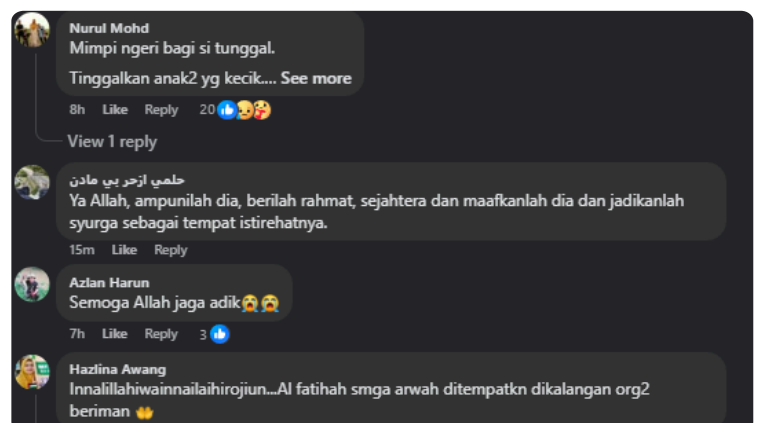 Nurul Mohd
Mimpi ngeri bagi si tunggal.
Tinggalkan anak2 yg kecik.... See more
8h Like Reply 20
View 1 reply
حلمي ازحر بي مادن
Ya Allah, ampunilah dia, berilah rahmat, sejahtera dan maafkanlah dia dan jadikanlah
syurga sebagai tempat istirehatnya.
15m Like Reply
Azlan Harun
Semoga Allah jaga adik😭😭
7h Like Reply 3
Hazlina Awang
Innalillahiwainnailaihirojiun...Al fatihah smga arwah ditempatkn dikalangan org2
beriman 🤲